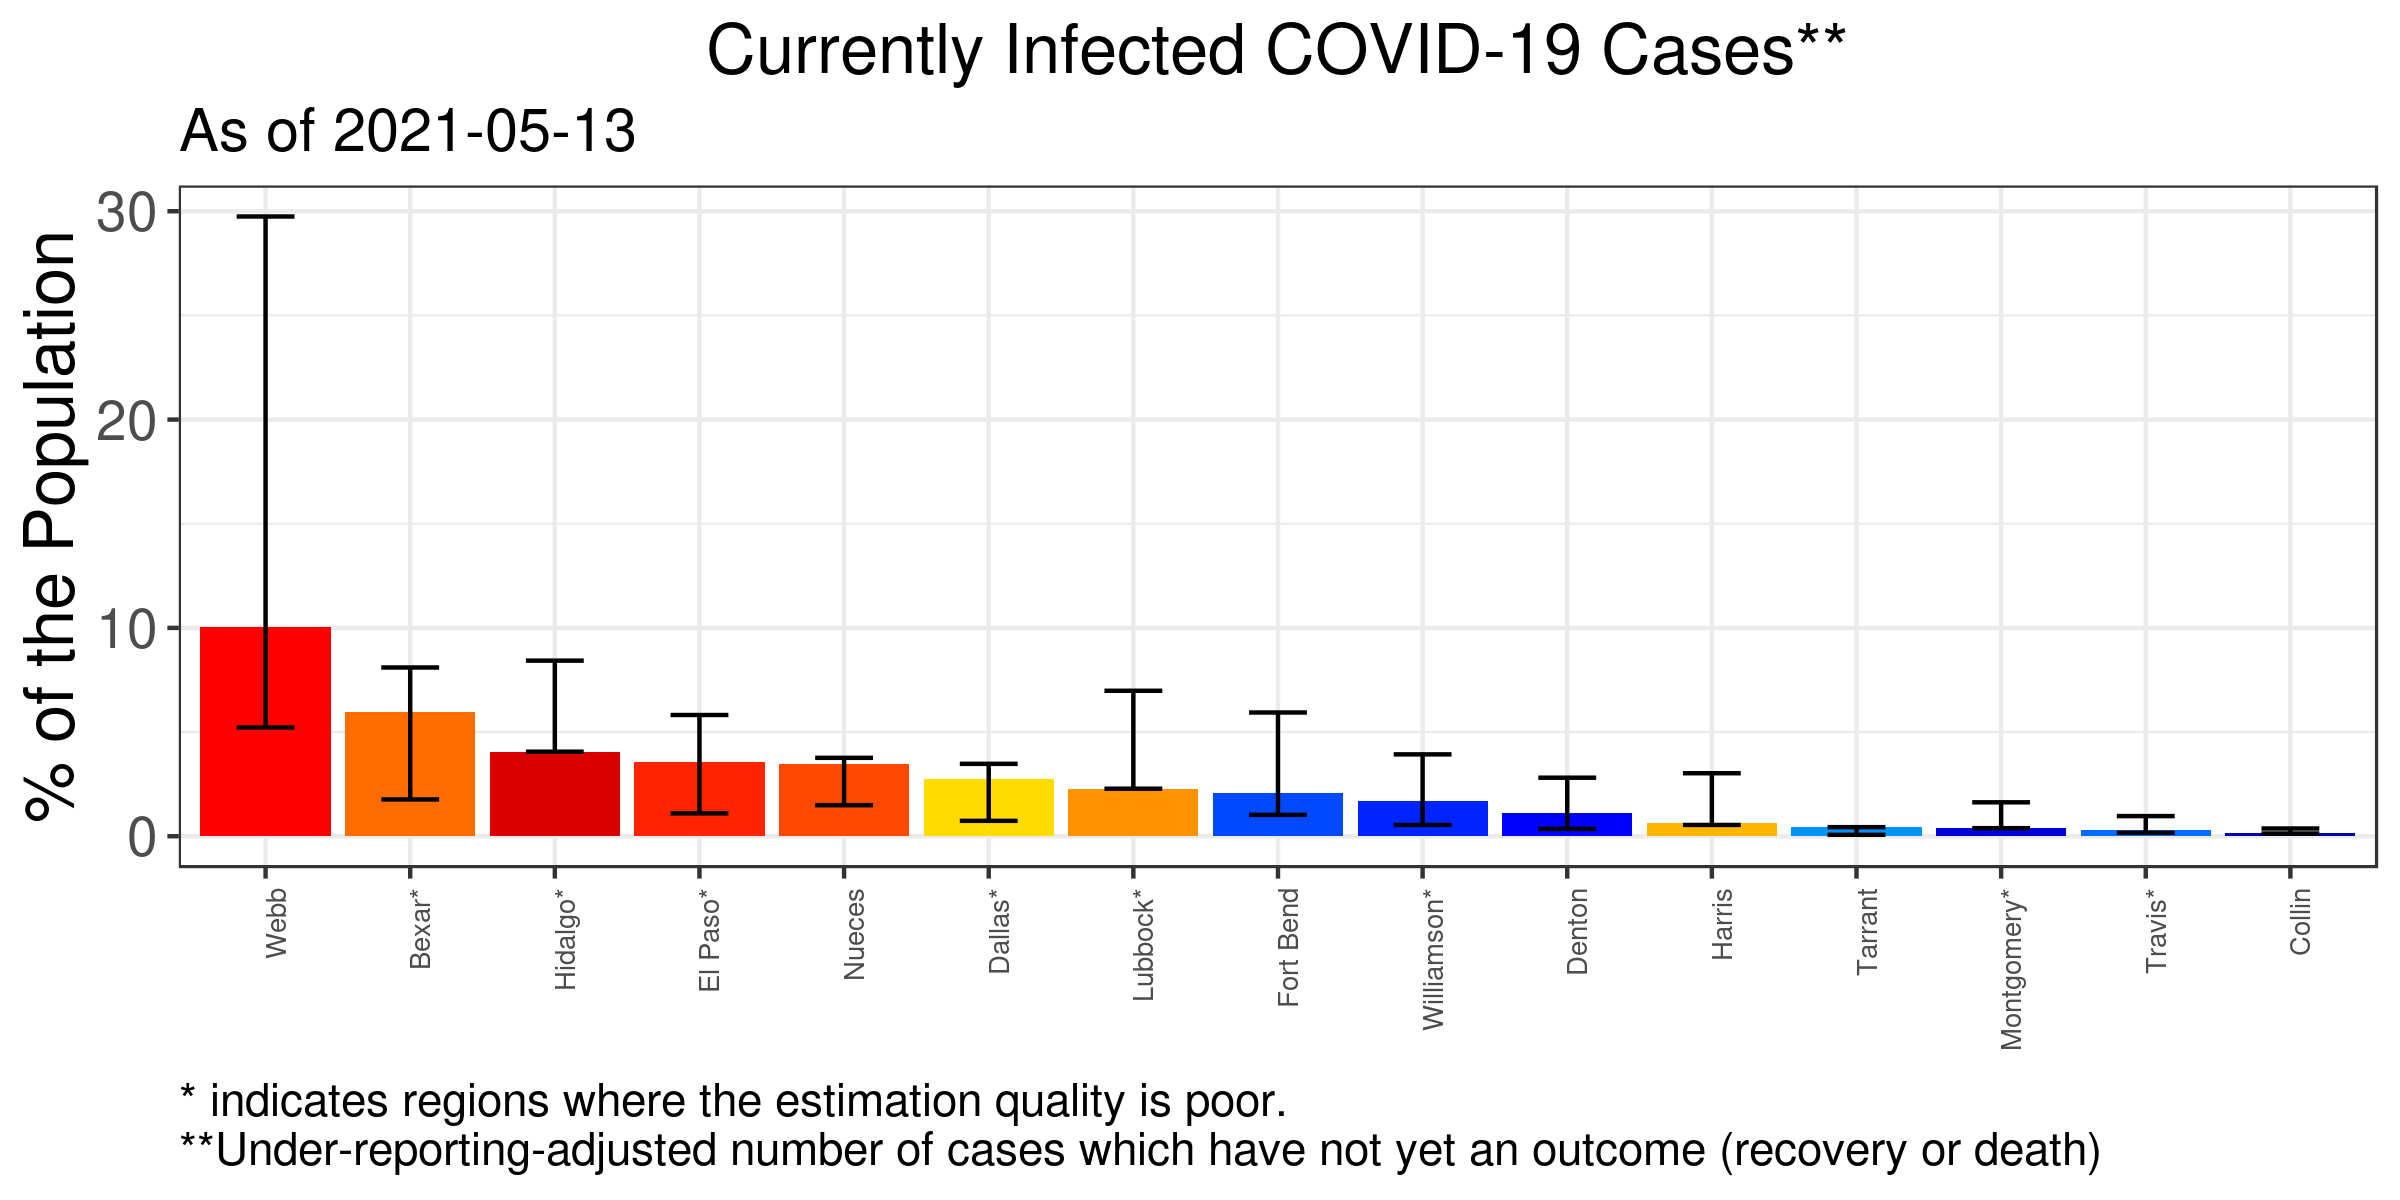 Currently Infected COVID-19 Cases**
As of 2021-05-13
% of the Population
30
20
10
0
Webb
Bexar*
Hidalgo*
El Paso*
Nueces
Dallas*
Lubbock*
Fort Bend
Williamson*
Denton
Harris
Tarrant
Montgomery*
Travis*
Collin
* indicates regions where the estimation quality is poor.
**Under-reporting-adjusted number of cases which have not yet an outcome (recovery or death)